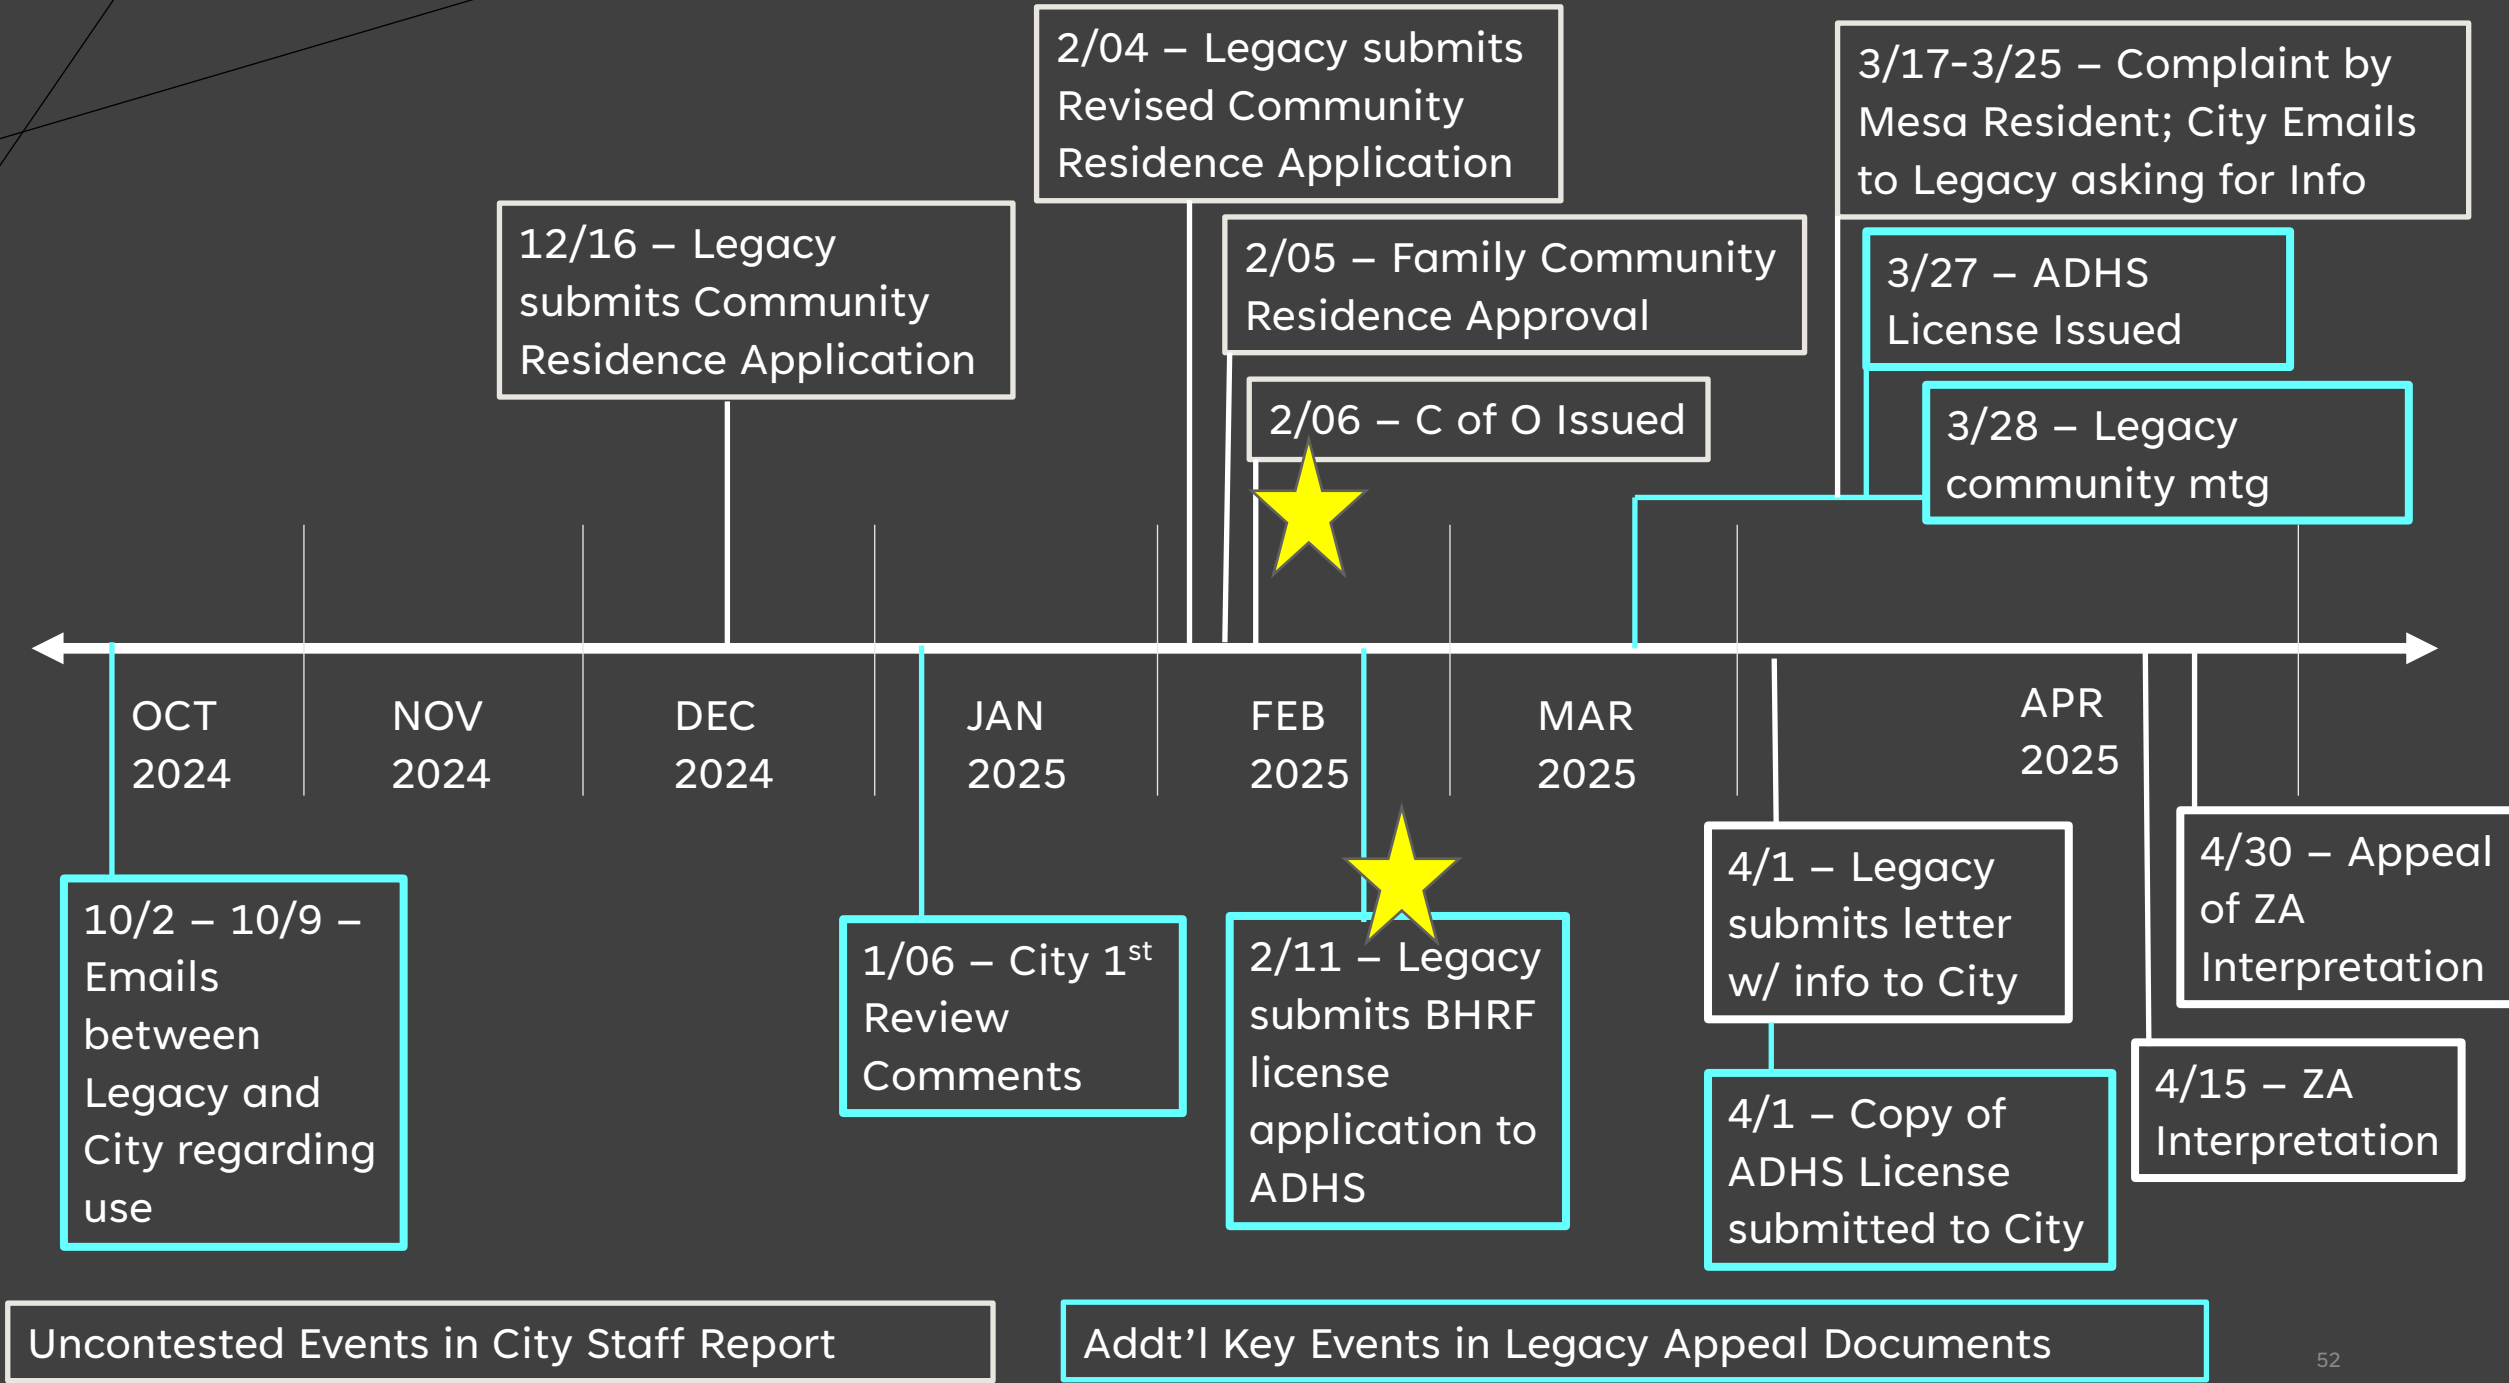 2/04 – Legacy submits
Revised Community
Residence Application
3/17-3/25 – Complaint by
Mesa Resident; City Emails
to Legacy asking for Info
12/16 – Legacy
submits Community
Residence Application
2/05 – Family Community
Residence Approval
3/27 – ADHS
License Issued
2/06 – C of O Issued
3/28 – Legacy
community mtg
OCT
2024
NOV
2024
DEC
2024
JAN
2025
FEB
2025
MAR
2025
APR
2025
10/2 – 10/9 –
Emails
between
Legacy and
City regarding
use
1/06 – City 1st
Review
Comments
2/11 – Legacy
submits BHRF
license
application to
ADHS
4/1 – Legacy
submits letter
w/ info to City
4/30 – Appeal
of ZA
Interpretation
4/1 – Copy of
ADHS License
submitted to City
4/15 – ZA
Interpretation
Uncontested Events in City Staff Report
Addt’l Key Events in Legacy Appeal Documents
52